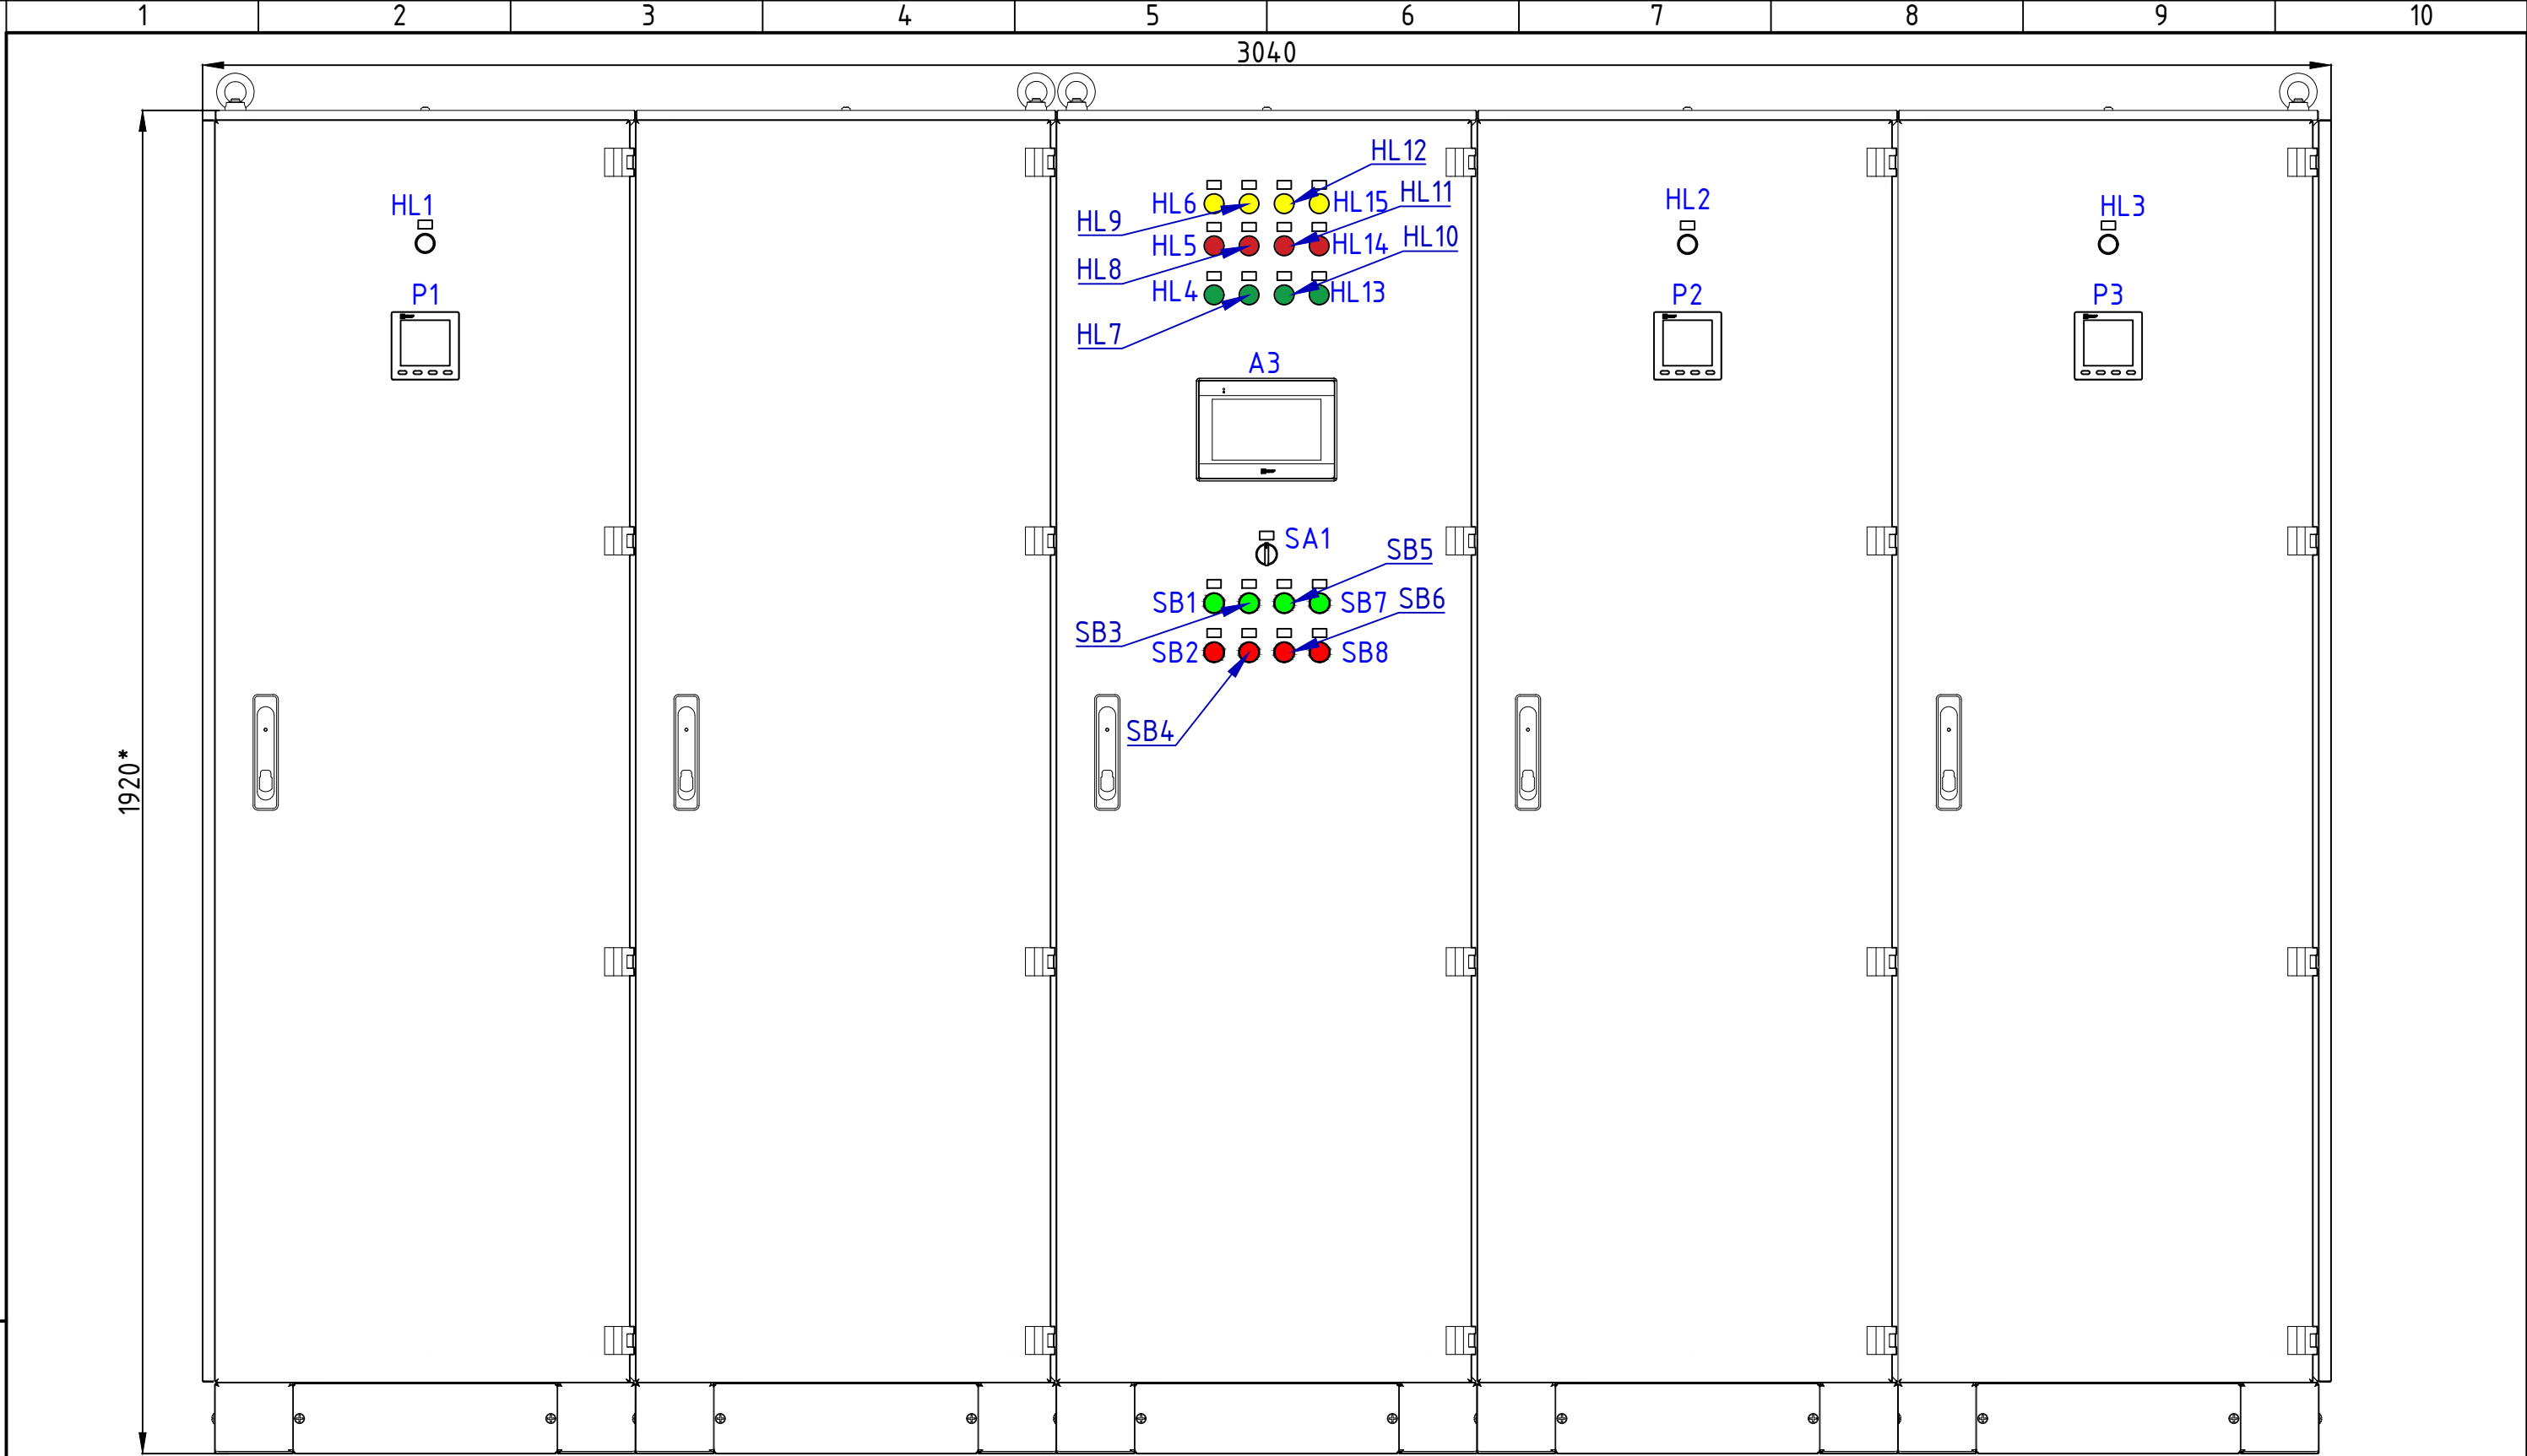 1 2 3 4 5 6 7 8 9 10
3040
HL12
HL1 HL6 HL15 HL11 HL2 HL3
HL9
HL5 HL14 HL10
HL8
P1 HL4 HL13 P2 P3
HL7
A3
SA1 SB5
SB1 SB7 SB6
SB3
SB2 SB8
SB4
1920*